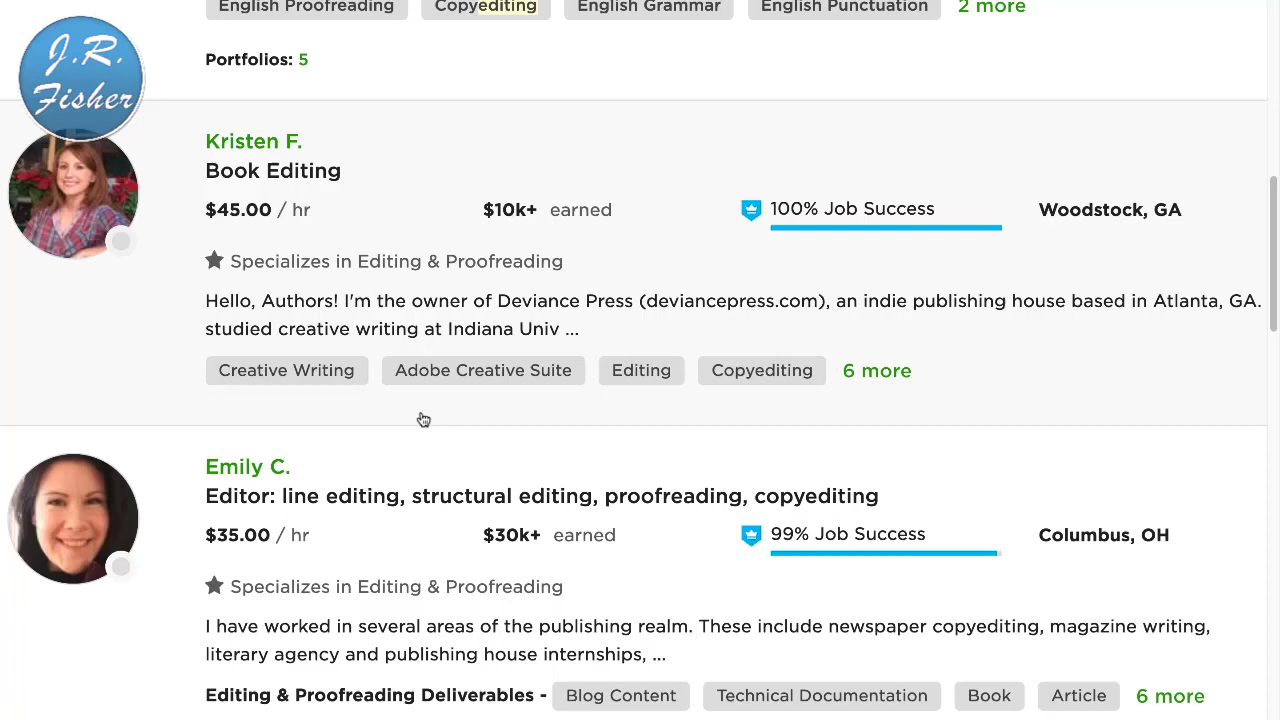 English Proofreading Copyediting English Grammar English Punctuation 2 more
J.R.
Fisher
Portfolios: 5
Kristen F.
Book Editing
$45.00 / hr $10k+ earned 100% Job Success Woodstock, GA
Specializes in Editing & Proofreading
Hello, Authors! I'm the owner of Deviance Press (deviancepress.com), an indie publishing house based in Atlanta, GA.
studied creative writing at Indiana Univ ...
Creative Writing Adobe Creative Suite Editing Copyediting 6 more
Emily C.
Editor: line editing, structural editing, proofreading, copyediting
$35.00 / hr $30k+ earned 99% Job Success Columbus, OH
Specializes in Editing & Proofreading
I have worked in several areas of the publishing realm. These include newspaper copyediting, magazine writing,
literary agency and publishing house internships, ...
Editing & Proofreading Deliverables - Blog Content Technical Documentation Book Article 6 more